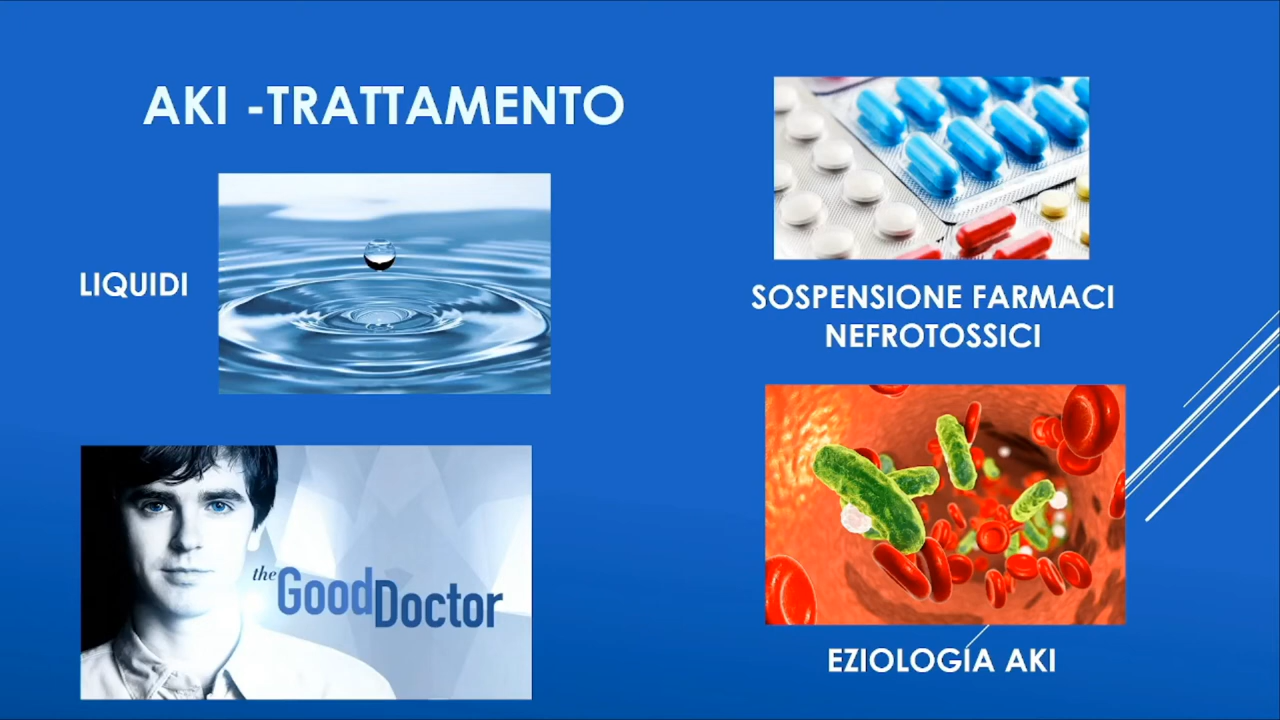 AKI -TRATTAMENTO
LIQUIDI
SOSPENSIONE FARMACI
NEFROTOSSICI
the Good Doctor
EZIOLOGIA AKI